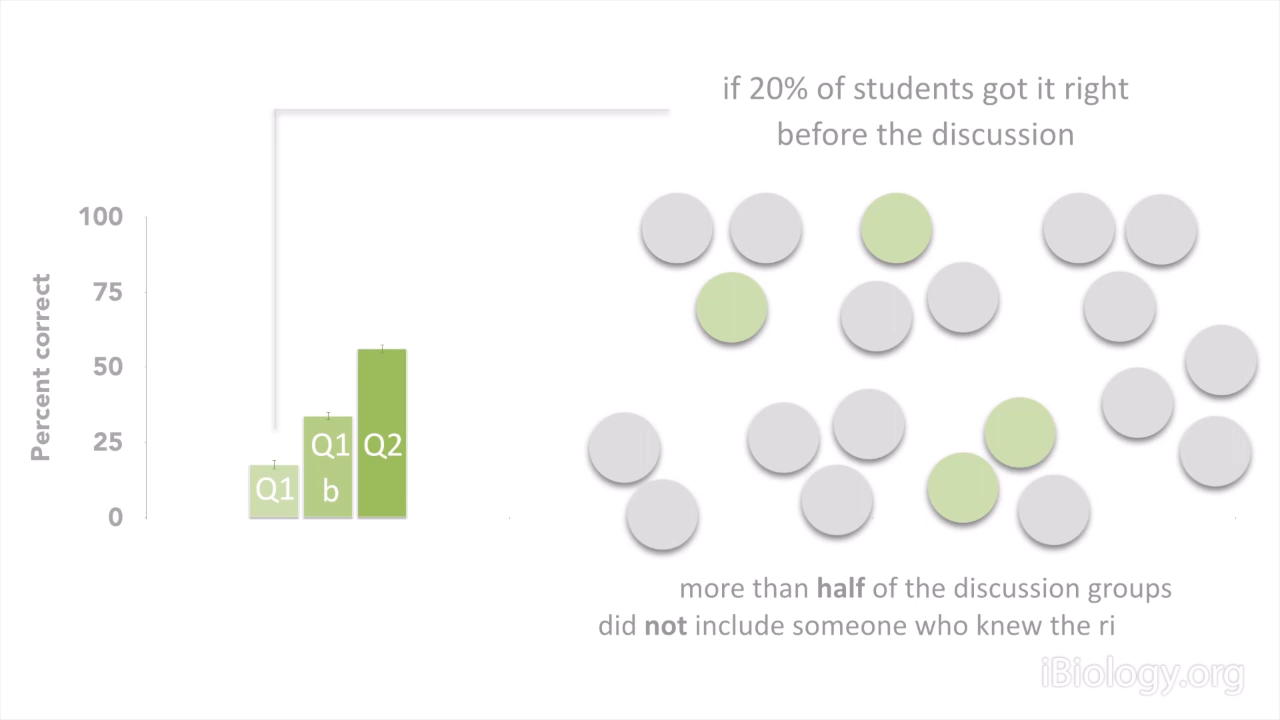 if 20% of students got it right
before the discussion
100
75
50
25
0
Percent correct
Q1
Q1
b
Q2
more than half of the discussion groups
did not include someone who knew the ri
iBiology.org